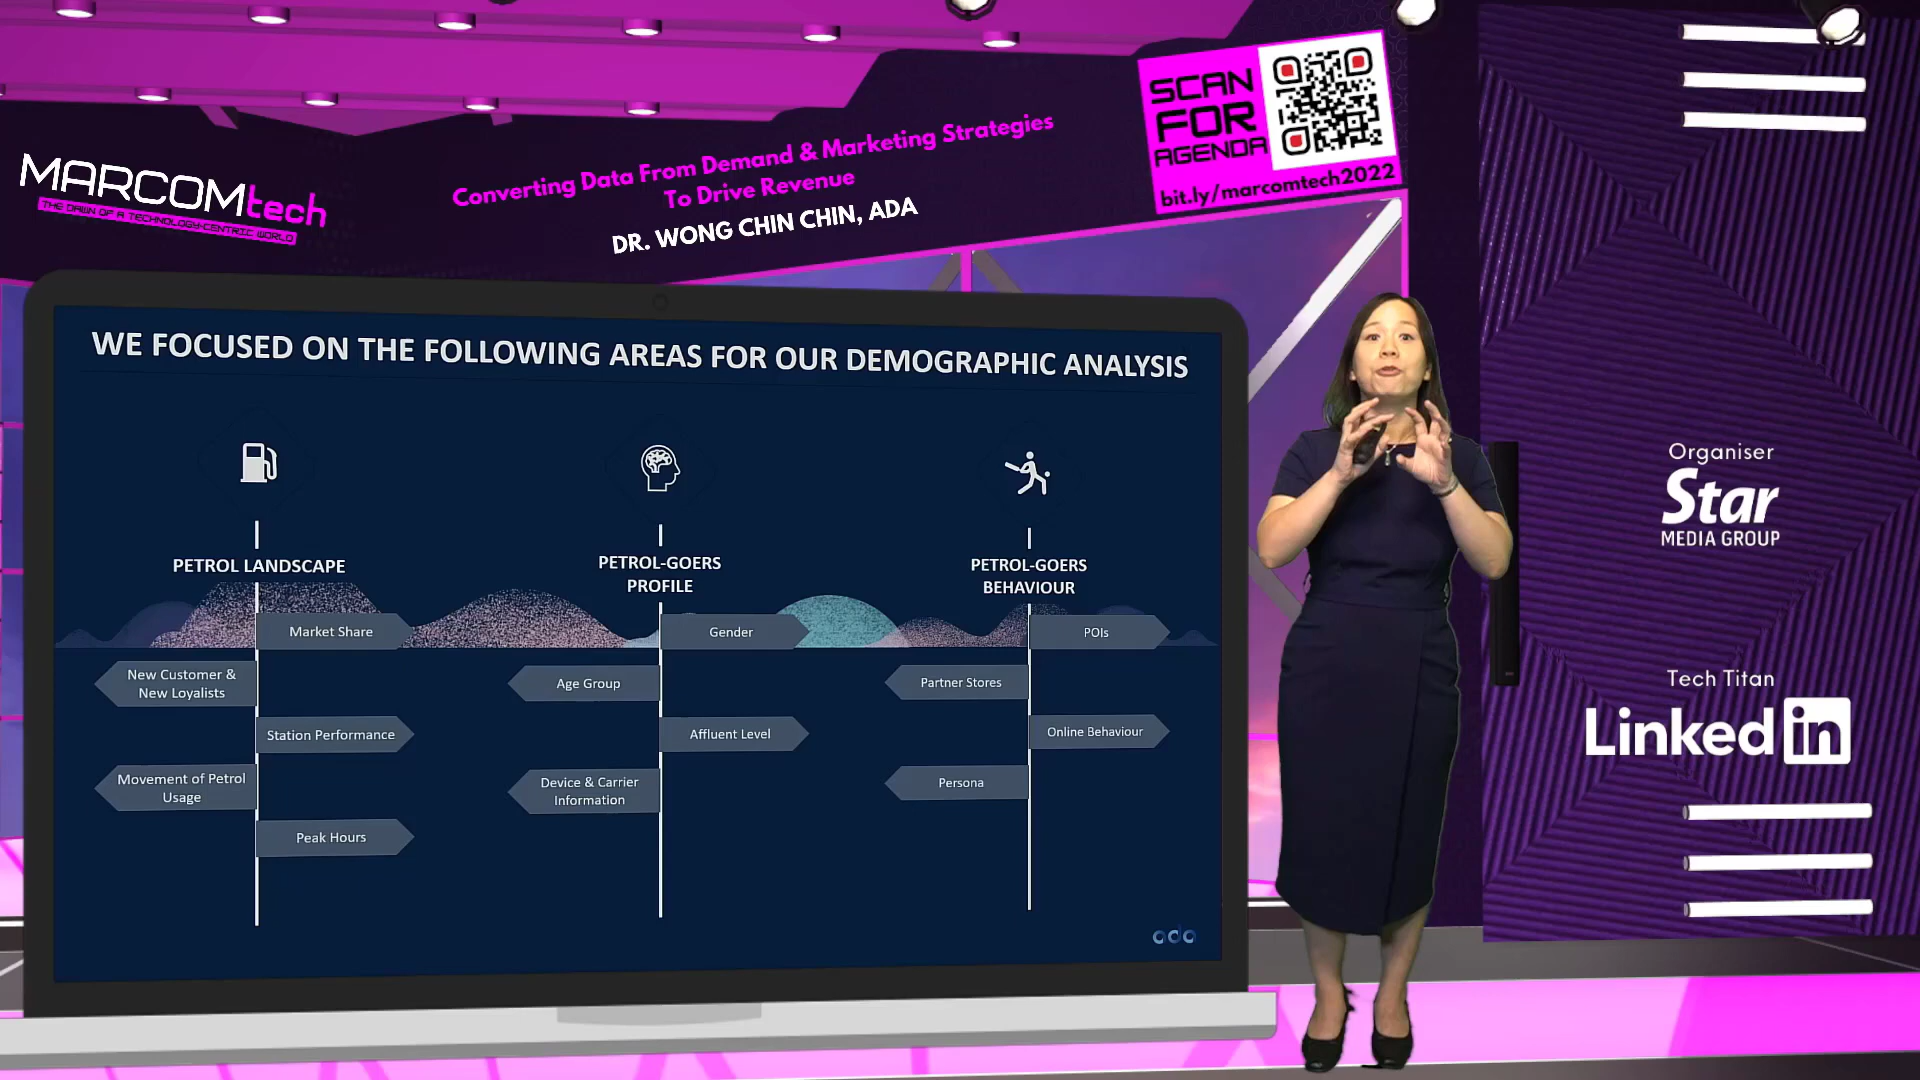 MARCOMtech
THE DAWN OF A TECHNOLOGY-CENTRIC WORLD
Converting Data From Demand & Marketing Strategies
To Drive Revenue
DR. WONG CHIN CHIN, ADA
SCAN
FOR
AGENDA
bit.ly/marcomtech2022
WE FOCUSED ON THE FOLLOWING AREAS FOR OUR DEMOGRAPHIC ANALYSIS
PETROL LANDSCAPE
Market Share
New Customer &
New Loyalists
Station Performance
Movement of Petrol
Usage
Peak Hours
PETROL-GOERS
PROFILE
Gender
Age Group
Affluent Level
Device & Carrier
Information
PETROL-GOERS
BEHAVIOUR
POIs
Partner Stores
Online Behaviour
Persona
ada
Organiser
Star
MEDIA GROUP
Tech Titan
Linked in